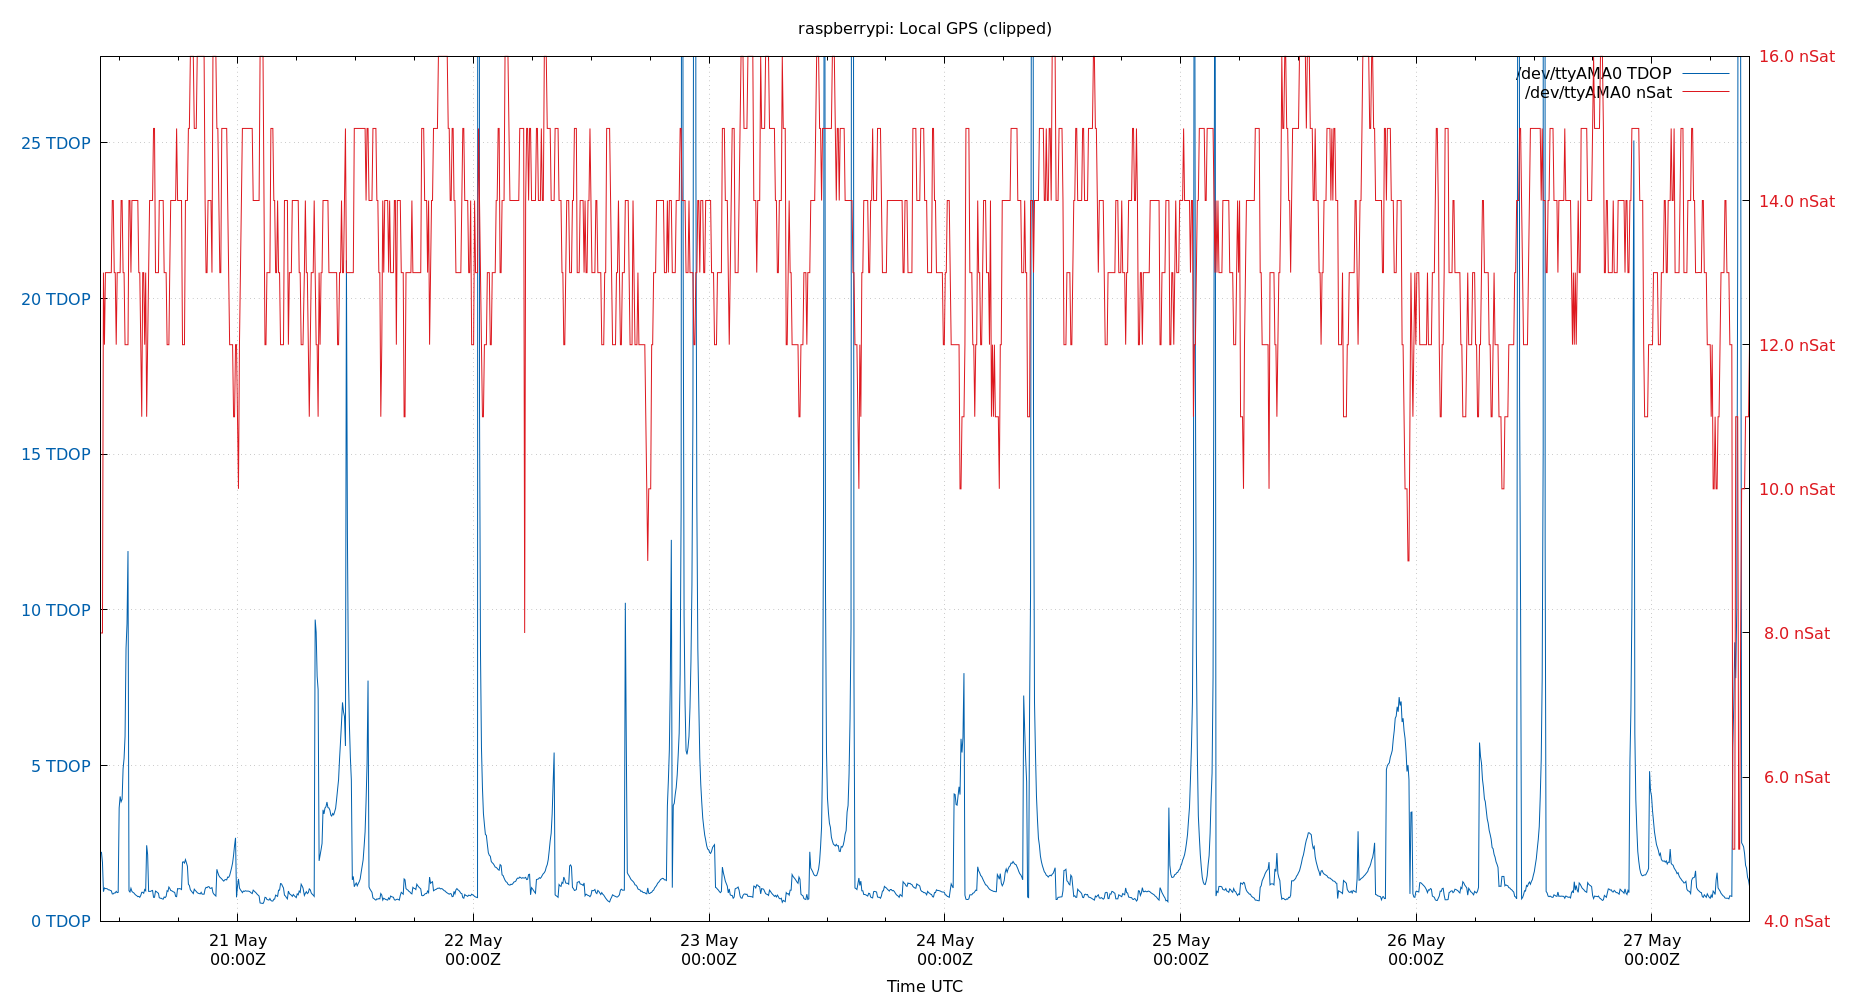 raspberrypi: Local GPS (clipped)
/dev/ttyAMA0 TDOP
/dev/ttyAMA0 nSat
25 TDOP
20 TDOP
15 TDOP
10 TDOP
5 TDOP
0 TDOP
16.0 nSat
14.0 nSat
12.0 nSat
10.0 nSat
8.0 nSat
6.0 nSat
4.0 nSat
21 May
00:00Z
22 May
00:00Z
23 May
00:00Z
24 May
00:00Z
25 May
00:00Z
26 May
00:00Z
27 May
00:00Z
Time UTC